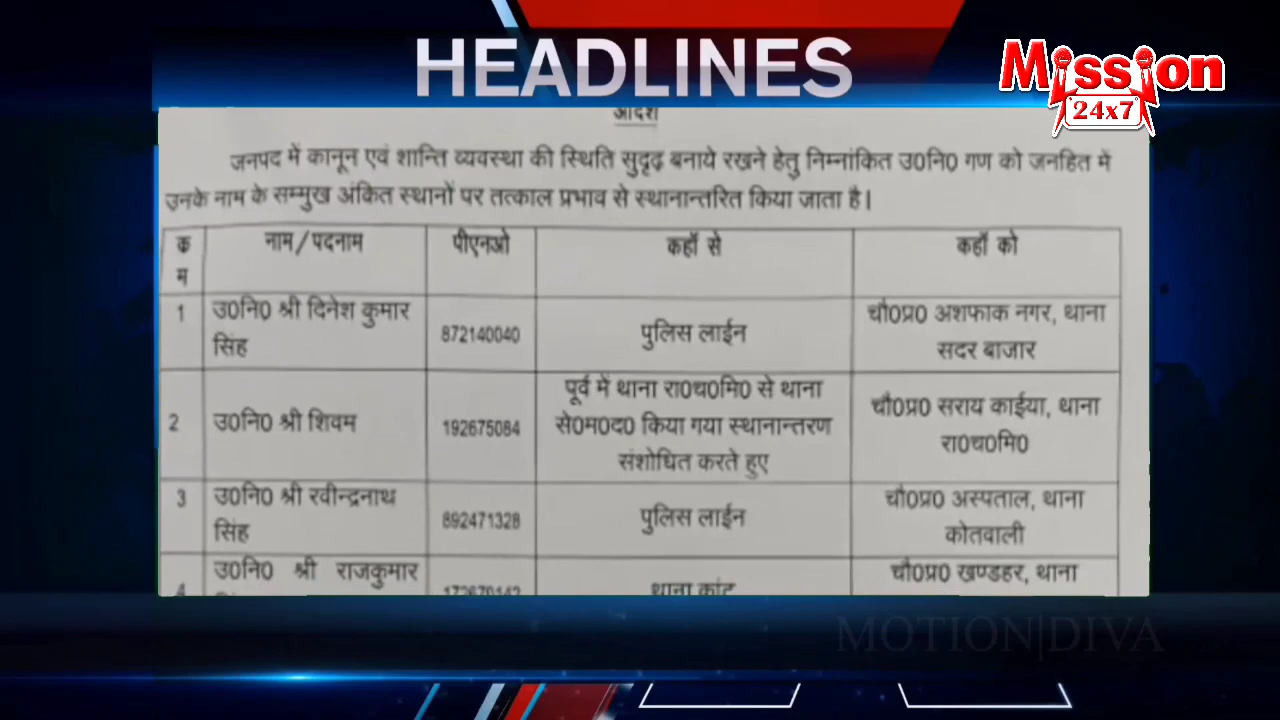 HEADLINES
Mission
24x7
आदेश
जनपद में कानून एवं शान्ति व्यवस्था की स्थिति सुदृढ़ बनाये रखने हेतु निम्नांकित उ0नि0 गण को जनहित में
उनके नाम के सम्मुख अंकित स्थानों पर तत्काल प्रभाव से स्थानान्तरित किया जाता है।
क म नाम/पदनाम पीएनओ कहॉ से कहॉ को
1 उ0नि0 श्री दिनेश कुमार सिंह 872140040 पुलिस लाईन चौ0प्र0 अशफाक नगर, थाना सदर बाजार
2 उ0नि0 श्री शिवम 192675084 पूर्व में थाना रा0च0मि0 से थाना से0म0द0 किया गया स्थानान्तरण संशोधित करते हुए चौ0प्र0 सराय काईया, थाना रा0च0मि0
3 उ0नि0 श्री रवीन्द्रनाथ सिंह 892471328 पुलिस लाईन चौ0प्र0 अस्पताल, थाना कोतवाली
4 उ0नि0 श्री राजकुमार 172670142 थाना कांट चौ0प्र0 खण्डहर, थाना
MOTION|DIVA